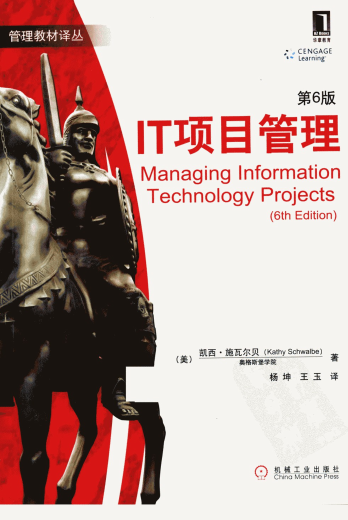 管理教材译丛
华章教育
CENGAGE
Learning™
第6版
IT项目管理
Managing Information
Technology Projects
(6th Edition)
(美) 凯西·施瓦尔贝 (Kathy Schwalbe) 著
奥格斯堡学院
杨坤 王玉 译
机械工业出版社
China Machine Press